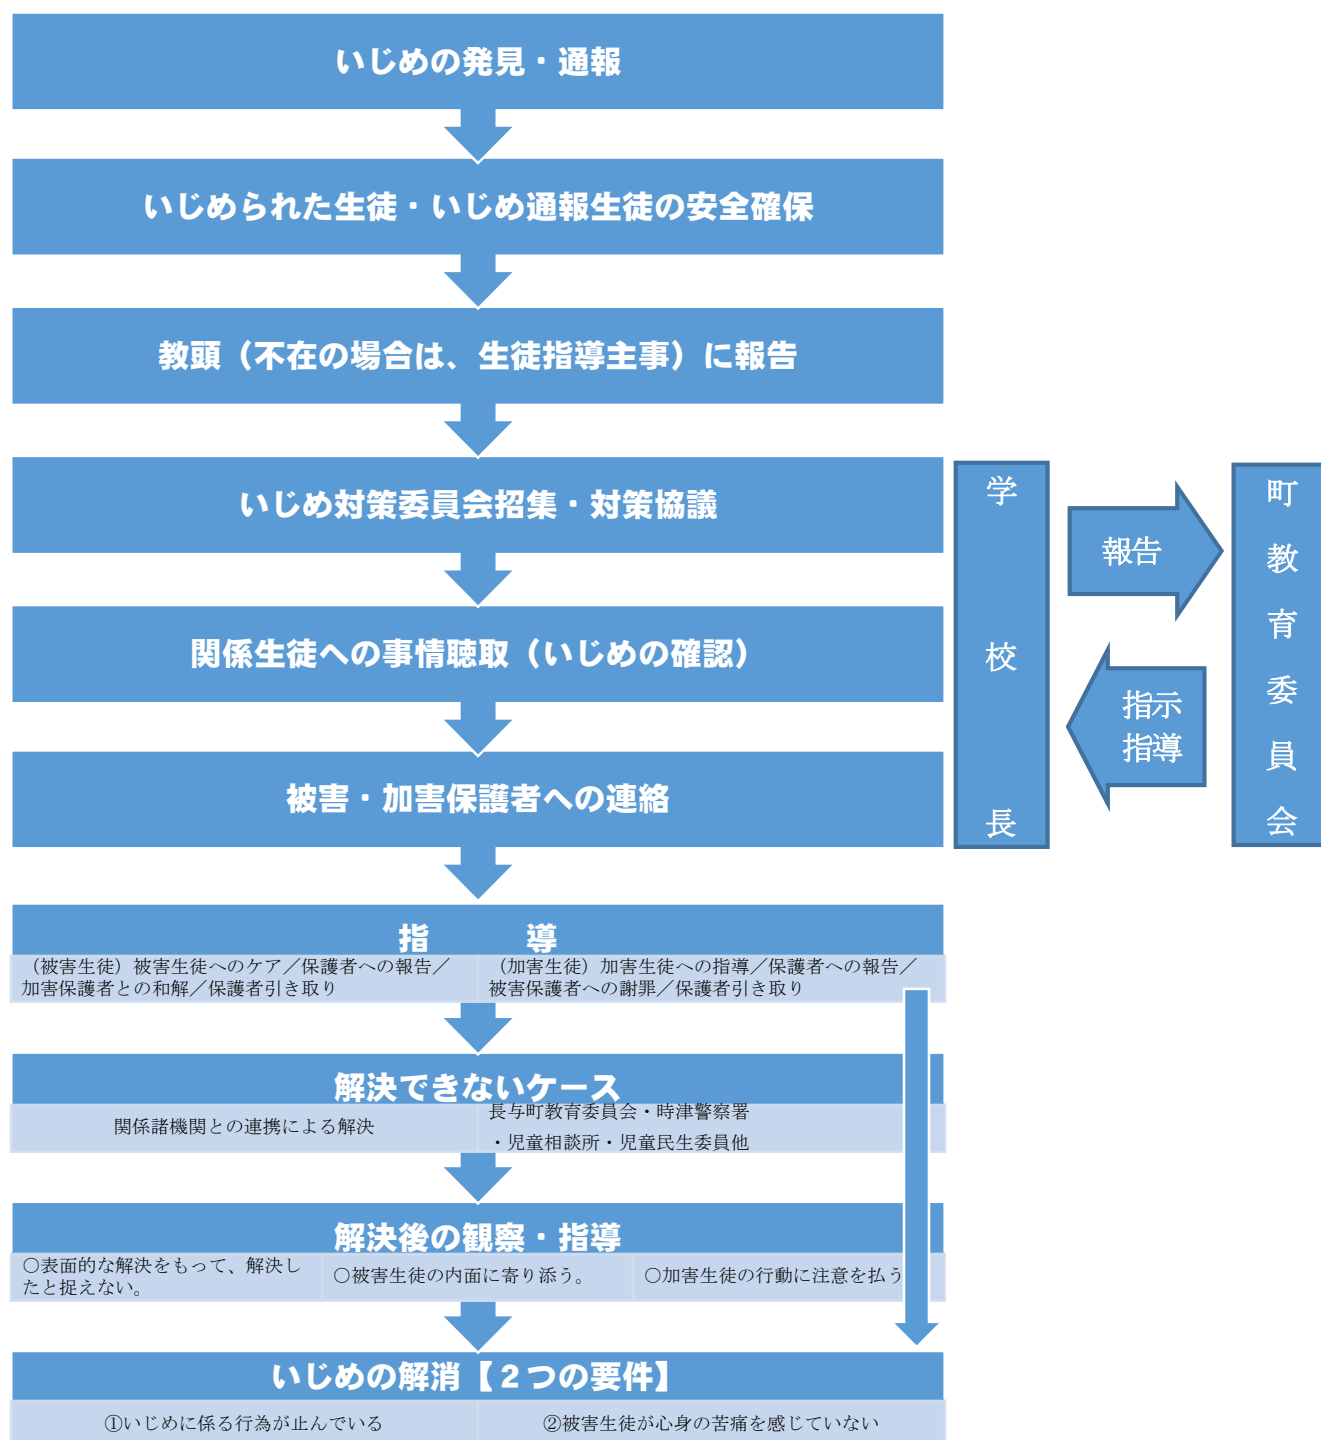 いじめの発見・通報
いじめられた生徒・いじめ通報生徒の安全確保
教頭（不在の場合は、生徒指導主事）に報告
いじめ対策委員会招集・対策協議
関係生徒への事情聴取（いじめの確認）
被害・加害保護者への連絡
学校長
報告
指示
指導
町教育委員会
指　　　導
（被害生徒）被害生徒へのケア／保護者への報告／
加害保護者との和解／保護者引き取り
（加害生徒）加害生徒への指導／保護者への報告／
被害保護者への謝罪／保護者引き取り
解決できないケース
関係諸機関との連携による解決
長与町教育委員会・時津警察署
・児童相談所・児童民生委員他
解決後の観察・指導
○表面的な解決をもって、解決し
たと捉えない。
○被害生徒の内面に寄り添う。
○加害生徒の行動に注意を払う
いじめの解消【２つの要件】
①いじめに係る行為が止んでいる
②被害生徒が心身の苦痛を感じていない